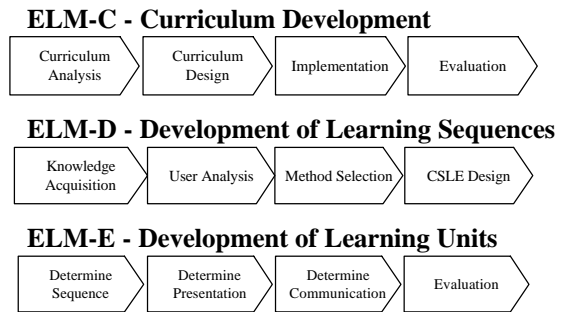 ELM-C - Curriculum Development
Curriculum
Analysis
Curriculum
Design
Implementation
Evaluation
ELM-D - Development of Learning Sequences
Knowledge
Acquisition
User Analysis
Method Selection
CSLE Design
ELM-E - Development of Learning Units
Determine
Sequence
Determine
Presentation
Determine
Communication
Evaluation